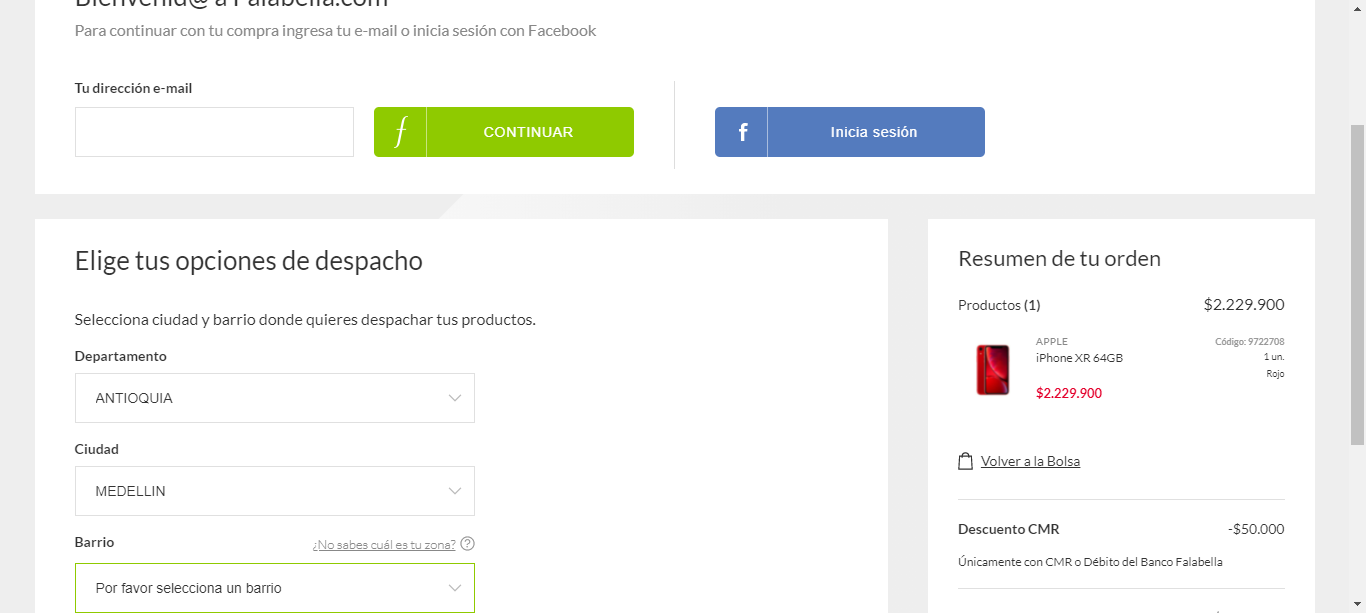 Bienvenid@ a Falabella.com
Para continuar con tu compra ingresa tu e-mail o inicia sesión con Facebook
Tu dirección e-mail
f CONTINUAR
f Inicia sesión
Elige tus opciones de despacho
Selecciona ciudad y barrio donde quieres despachar tus productos.
Departamento
ANTIOQUIA
Ciudad
MEDELLIN
Barrio ¿No sabes cuál es tu zona? ?
Por favor selecciona un barrio
Resumen de tu orden
Productos (1) $2.229.900
APPLE Código: 9722708
iPhone XR 64GB 1 un.
Rojo
$2.229.900
Volver a la Bolsa
Descuento CMR -$50.000
Únicamente con CMR o Débito del Banco Falabella